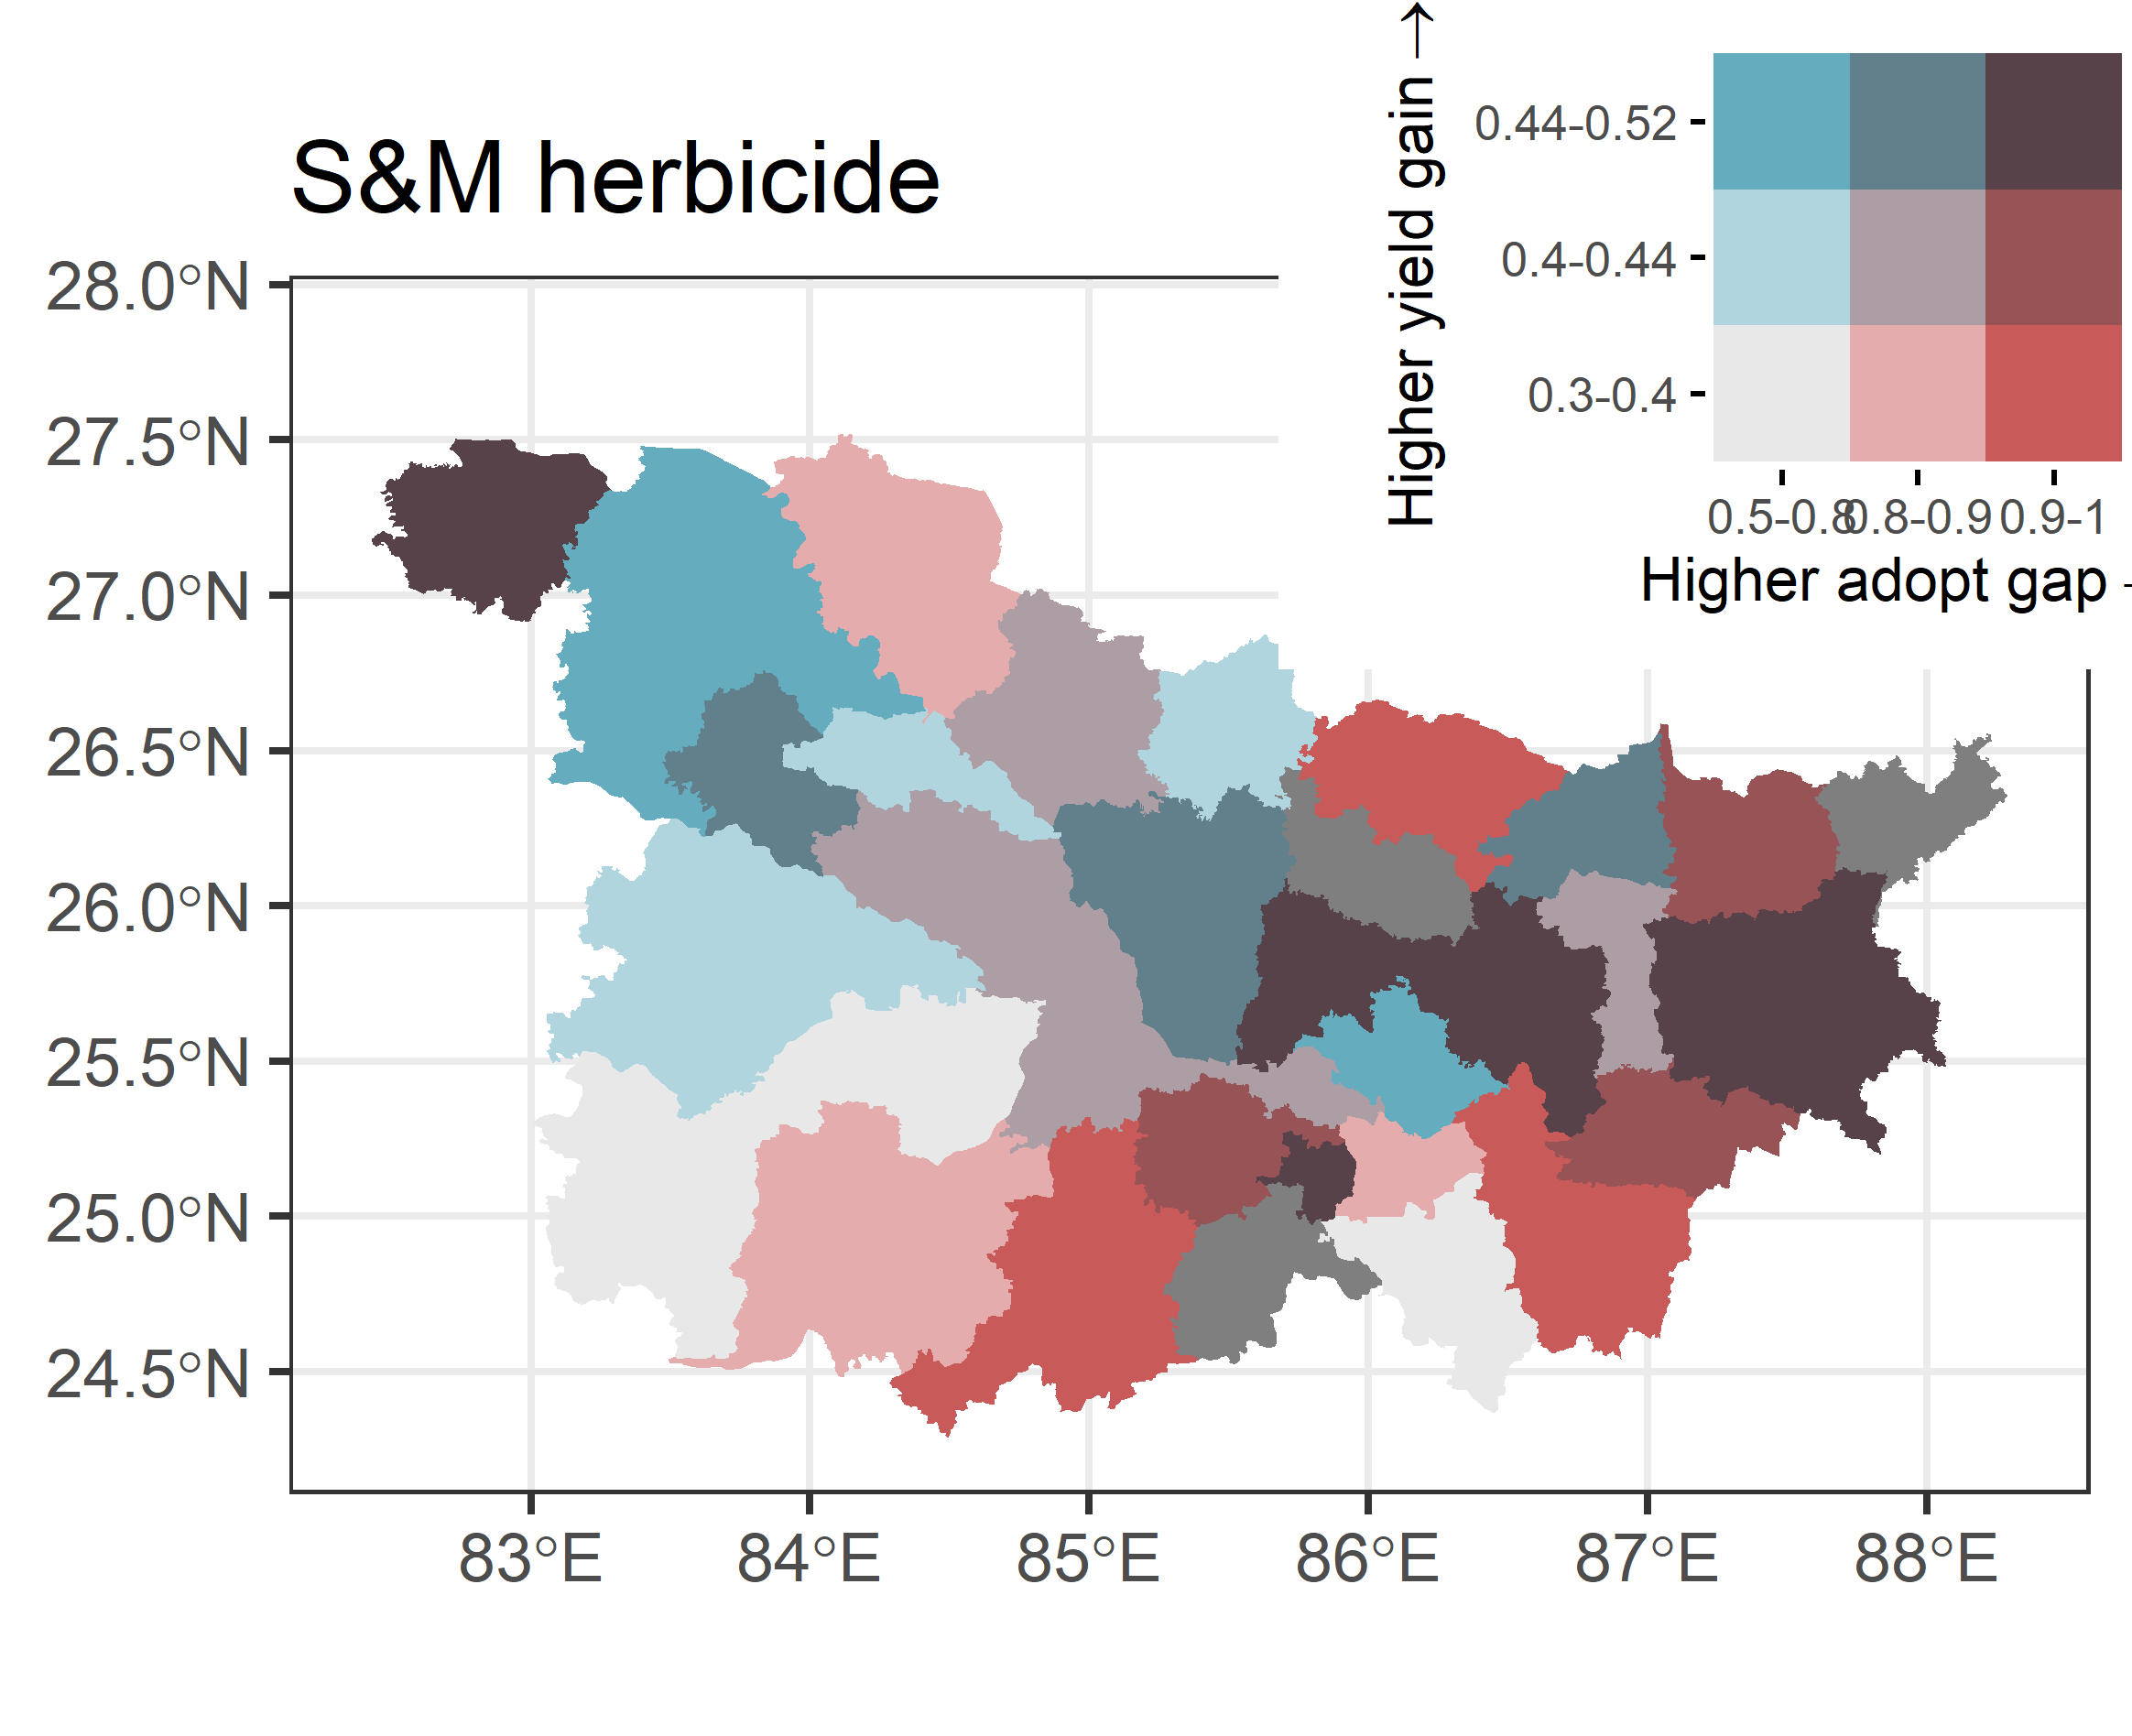 S&M herbicide
Higher yield gain →
0.44-0.52
0.4-0.44
0.3-0.4
0.5-0.8
0.8-0.9
0.9-1
Higher adopt gap -
28.0°N
27.5°N
27.0°N
26.5°N
26.0°N
25.5°N
25.0°N
24.5°N
83°E
84°E
85°E
86°E
87°E
88°E